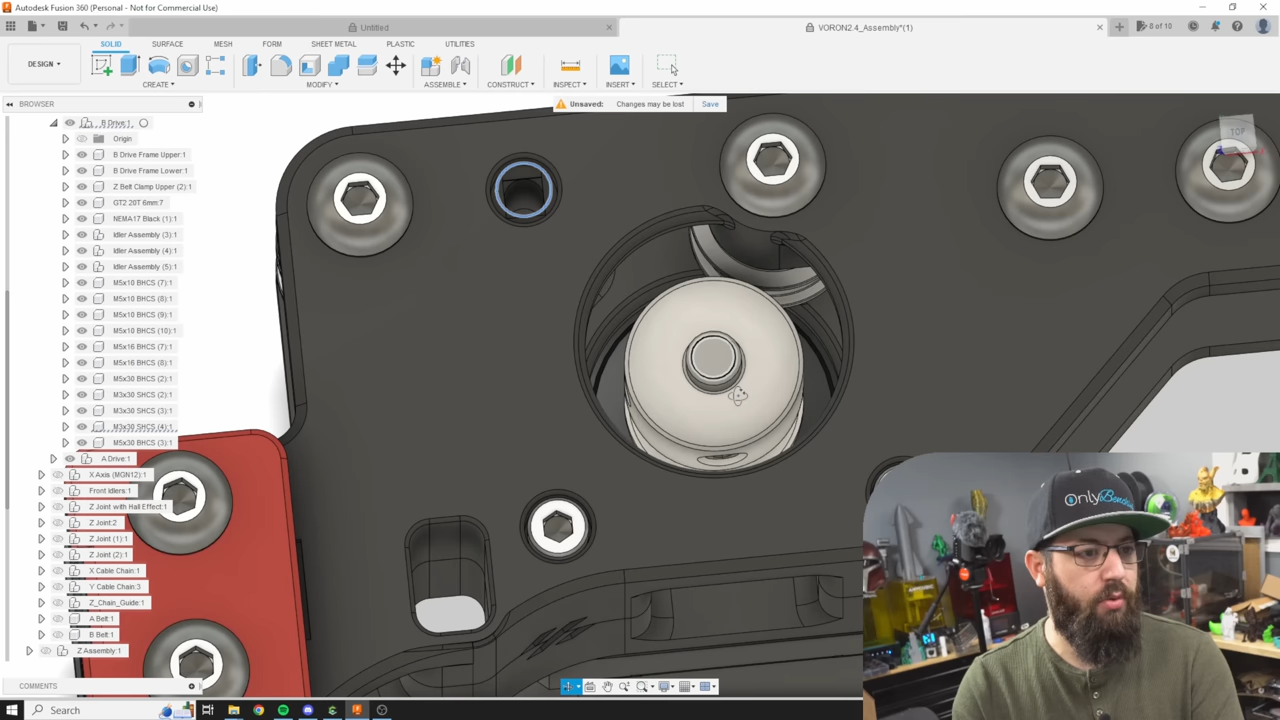 Autodesk Fusion 360 (Personal - Not for Commercial Use)
Untitled
VORON2.4_Assembly*(1)
8 of 10
SOLID SURFACE MESH FORM SHEET METAL PLASTIC UTILITIES
DESIGN
CREATE MODIFY ASSEMBLE CONSTRUCT INSPECT INSERT SELECT
BROWSER
Unsaved: Changes may be lost Save
TOP
B Drive:1
Origin
B Drive Frame Upper:1
B Drive Frame Lower:1
Z Belt Clamp Upper (2):1
GT2 20T 6mm:7
NEMA17 Black (1):1
Idler Assembly (3):1
Idler Assembly (4):1
Idler Assembly (5):1
M5x10 BHCS (7):1
M5x10 BHCS (8):1
M5x10 BHCS (9):1
M5x10 BHCS (10):1
M5x16 BHCS (7):1
M5x16 BHCS (8):1
M5x30 BHCS (2):1
M3x30 SHCS (2):1
M3x30 SHCS (3):1
M3x30 SHCS (4):1
M5x30 BHCS (3):1
A Drive:1
X Axis (MGN12):1
Front Idlers:1
Z Joint with Hall Effect:1
Z Joint:2
Z Joint (1):1
Z Joint (2):1
X Cable Chain:1
Y Cable Chain:3
Z_Chain_Guide:1
A Belt:1
B Belt:1
Z Assembly:1
COMMENTS
Search